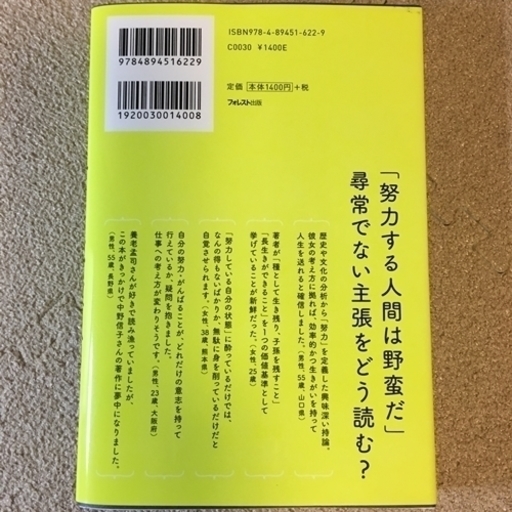 ISBN978-4-89451-622-9
C0030 ¥1400E
9784894516229
定価 本体1400円+税
フォレスト出版
1920030014008
「努力する人間は野蛮だ」
尋常でない主張をどう読む？
歴史や文化の分析から「努力」を定義した興味深い持論。
彼女の考え方に拠れば、効率的かつ生きがいを持って
人生を送れると確信しました。（男性、55歳、山口県）
著者が「種として生き残り、子孫を残すこと」
「長生きができること」を1つの価値基準として
挙げていることが新鮮だった。（女性、25歳）
「努力している自分の状態」に酔っているだけでは、
なんの得もないばかりか、無駄に身を削っているだけだと
自覚させられます。（女性、38歳、熊本県）
自分の努力・がんばることが、どれだけの意志を持って
行えているか、疑問を抱きました。
仕事への考え方が変わりそうです。（男性、23歳、大阪府）
養老孟司さんが好きで読み漁っていましたが、
この本がきっかけで中野信子さんの著作に夢中になりました。
（男性、55歳、長野県）